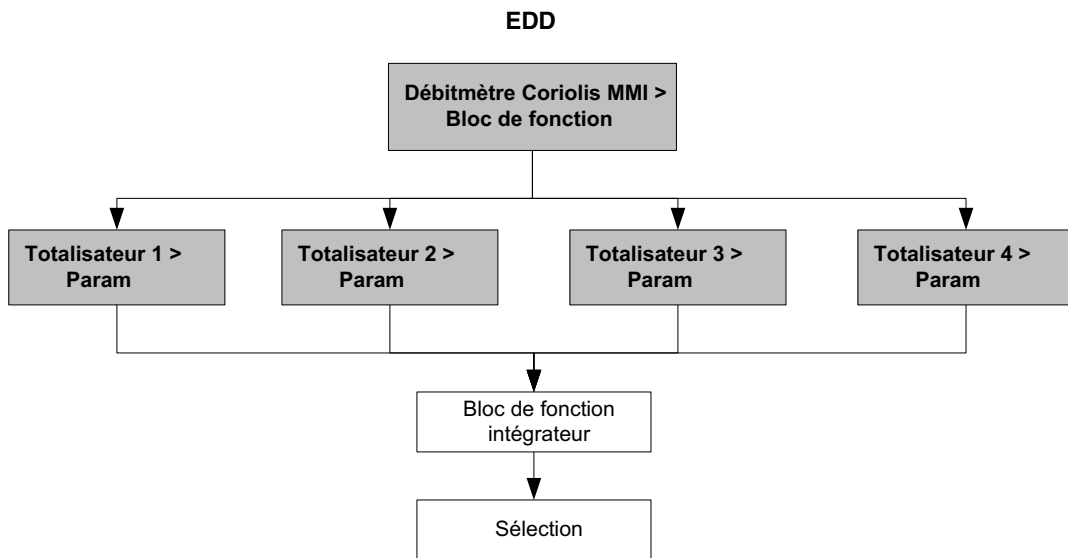 EDD
Débitmètre Coriolis MMI >
Bloc de fonction
Totalisateur 1 >
Param
Totalisateur 2 >
Param
Totalisateur 3 >
Param
Totalisateur 4 >
Param
Bloc de fonction
intégrateur
Sélection